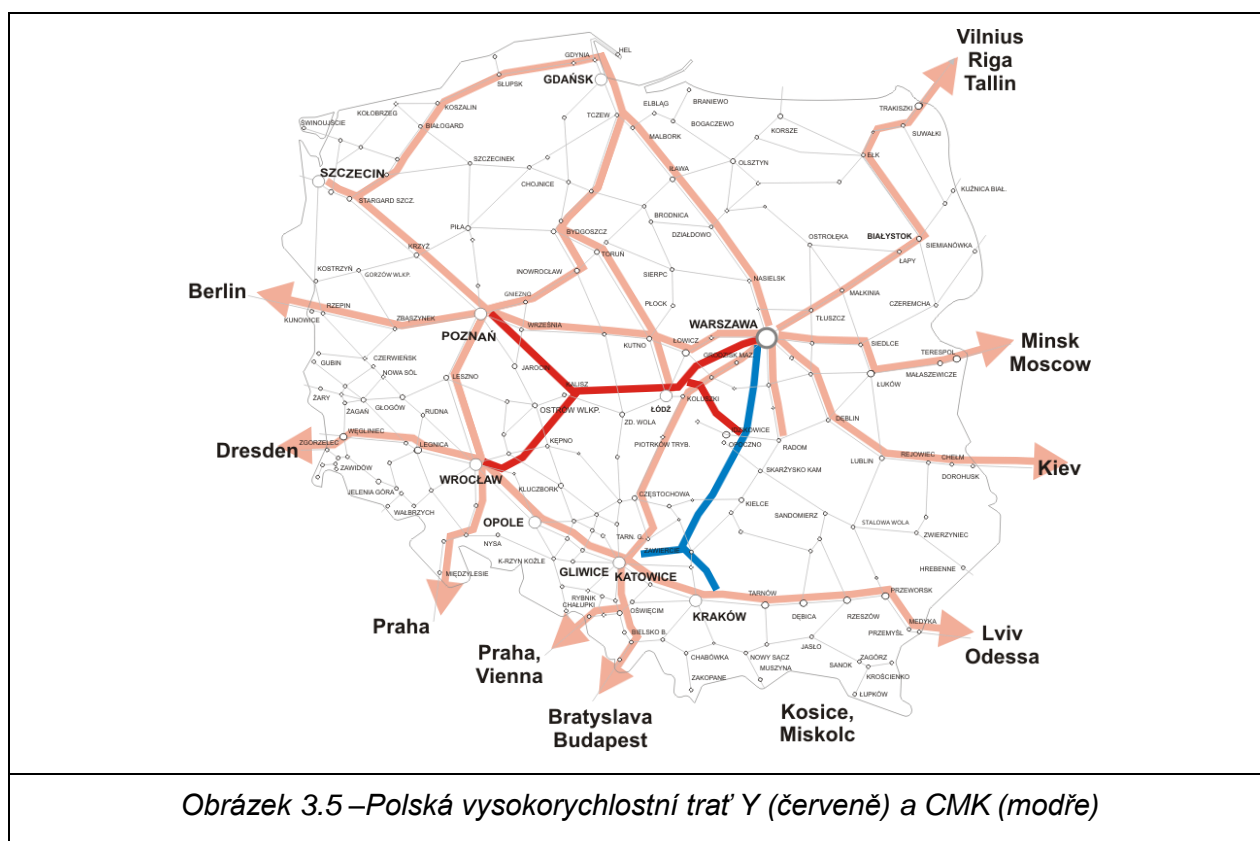 Vilnius
Riga
Tallin
HEL
GDYNIA
GDAŃSK
SŁUPSK
KOSZALIN
KOŁOBRZEG
BIAŁOGARD
ŚWINOUJŚCIE
TCZEW
ELBLĄG
BRANIEWO
BOGACZEWO
MALBORK
KORSZE
TRAKISZKI
SUWAŁKI
EŁK
OLSZTYN
IŁAWA
SZCZECINEK
CHOJNICE
SZCZECIN
STARGARD SZCZ.
KUŹNICA BIAŁ.
BRODNICA
DZIAŁDOWO
PIŁA
BYDGOSZCZ
TORUŃ
OSTROŁĘKA
BIAŁYSTOK
SIEMIANÓWKA
ŁAPY
KRZYŻ
KOSTRZYŃ
GORZÓW WLKP.
INOWROCŁAW
SIERPC
NASIELSK
MAŁKINIA
CZEREMCHA
Berlin
RZEPIN
KUNOWICE
ZBĄSZYNEK
GNIEZNO
PŁOCK
POZNAŃ
WRZEŚNIA
KUTNO
ŁOWICZ
WARSZAWA
TŁUSZCZ
SIEDLCE
TERESPOL
Minsk
Moscow
MAŁASZEWICZE
ŁUKÓW
GRODZISK MAZ.
GUBIN
CZERWIEŃSK
NOWA SÓL
LESZNO
JAROCIN
KALISZ
OSTRÓW WLKP.
ŁÓDŹ
KOLUSZKI
ZD. WOLA
ŻARY
ŻAGAŃ
GŁOGÓW
RUDNA
DĘBLIN
Dresden
ZGORZELEC
WĘGLINIEC
LEGNICA
KĘPNO
PIOTRKÓW TRYB.
OPOCZNO
RADOM
LUBLIN
REJOWIEC
CHEŁM
DOROHUSK
Kiev
ZAWIDÓW
JELENIA GÓRA
WAŁBRZYCH
WROCŁAW
KLUCZBORK
SKARŻYSKO KAM
CZĘSTOCHOWA
KIELCE
SANDOMIERZ
STALOWA WOLA
ZWIERZYNIEC
OPOLE
NYSA
TARN. G.
ZAWIERCIE
K-RZYN KOŹLE
GLIWICE
KATOWICE
MIĘDZYLESIE
HREBENNE
PRZEWORSK
RYBNIK
CHAŁUPKI
OŚWIĘCIM
KRAKÓW
TARNÓW
DĘBICA
RZESZÓW
MEDYKA
PRZEMYŚL
Praha
Lviv
Odessa
BIELSKO B.
CHABÓWKA
NOWY SĄCZ
MUSZYNA
JASŁO
SANOK
ZAGÓRZ
KROŚCIENKO
ZAKOPANE
ŁUPKÓW
Praha,
Vienna
Bratyslava
Budapest
Kosice,
Miskolc
Obrázek 3.5 –Polská vysokorychlostní trať Y (červeně) a CMK (modře)